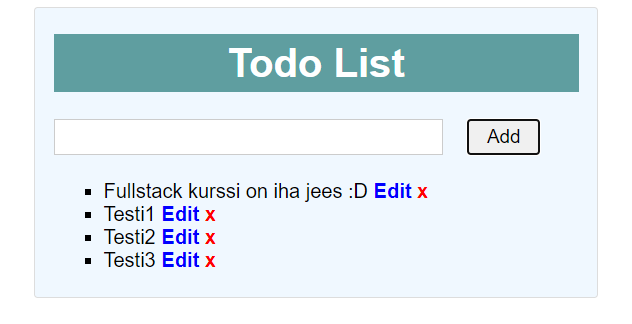 Todo List
Add
Fullstack kurssi on iha jees :D Edit x
Testi1 Edit x
Testi2 Edit x
Testi3 Edit x